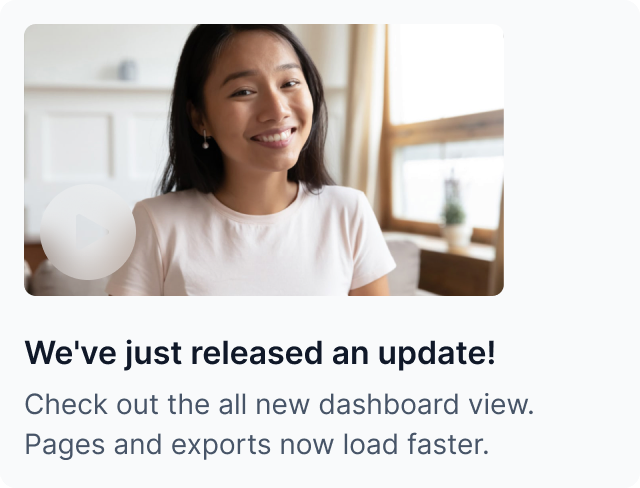 We've just released an update!
Check out the all new dashboard view.
Pages and exports now load faster.